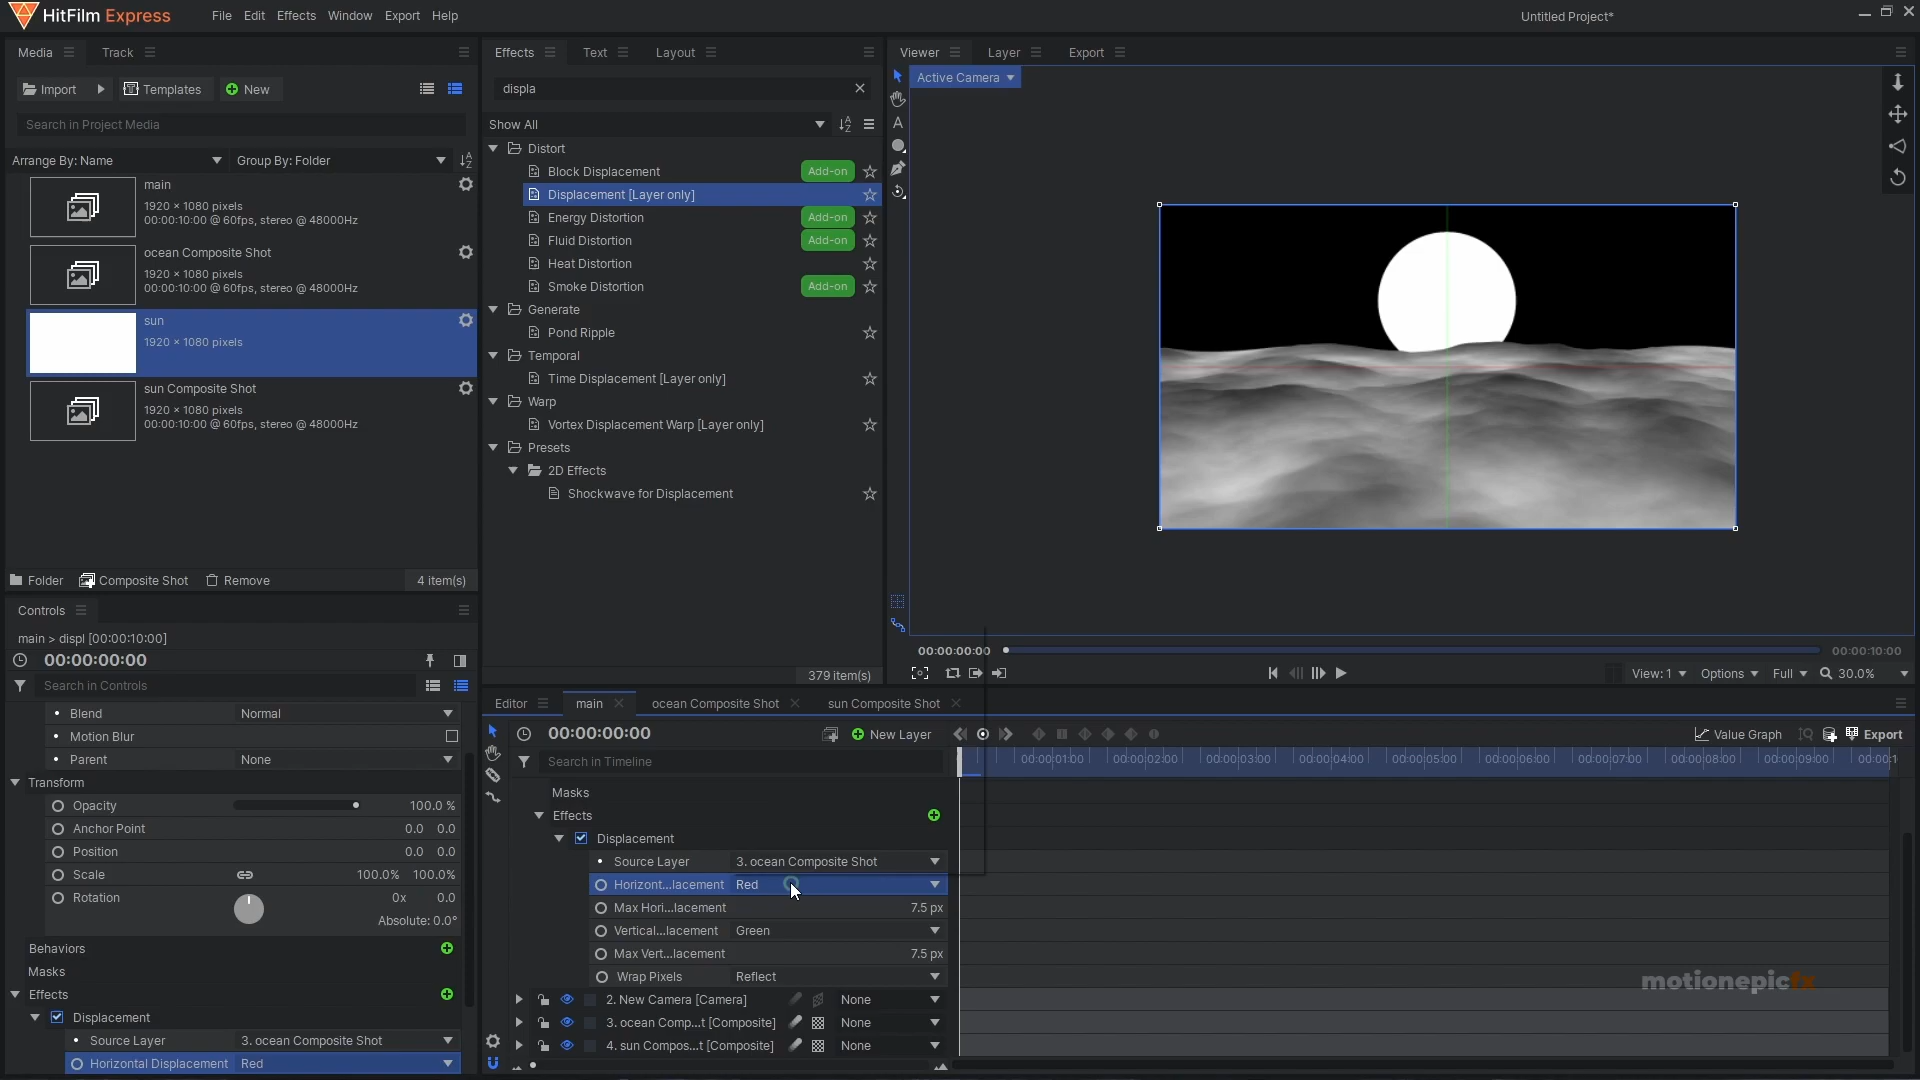 HitFilm Express
File Edit Effects Window Export Help
Untitled Project*
Media Track
Import Templates New
Search in Project Media
Arrange By: Name Group By: Folder
main
1920 × 1080 pixels
00:00:10:00 @ 60fps, stereo @ 48000Hz
ocean Composite Shot
1920 × 1080 pixels
00:00:10:00 @ 60fps, stereo @ 48000Hz
sun
1920 × 1080 pixels
sun Composite Shot
1920 × 1080 pixels
00:00:10:00 @ 60fps, stereo @ 48000Hz
Folder Composite Shot Remove 4 item(s)
Effects Text Layout
displa
Show All
Distort
Block Displacement Add-on
Displacement [Layer only]
Energy Distortion Add-on
Fluid Distortion Add-on
Heat Distortion
Smoke Distortion Add-on
Generate
Pond Ripple
Temporal
Time Displacement [Layer only]
Warp
Vortex Displacement Warp [Layer only]
Presets
2D Effects
Shockwave for Displacement
379 item(s)
Viewer Layer Export
Active Camera
A
00:00:00:00 00:00:10:00
View: 1 Options Full 30.0%
Controls
main > displ [00:00:10:00]
00:00:00:00
Search in Controls
Blend Normal
Motion Blur
Parent None
Transform
Opacity 100.0 %
Anchor Point 0.0 0.0
Position 0.0 0.0
Scale 100.0% 100.0%
Rotation 0x 0.0
Absolute: 0.0°
Behaviors
Masks
Effects
Displacement
Source Layer 3. ocean Composite Shot
Horizontal Displacement Red
Editor main ocean Composite Shot sun Composite Shot
00:00:00:00 New Layer Value Graph Export
Search in Timeline
00:00:01:00 00:00:02:00 00:00:03:00 00:00:04:00 00:00:05:00 00:00:06:00 00:00:07:00 00:00:08:00 00:00:09:00 00:00:1
Masks
Effects
Displacement
Source Layer 3. ocean Composite Shot
Horizont...lacement Red
Max Hori...lacement 7.5 px
Vertical...lacement Green
Max Vert...lacement 7.5 px
Wrap Pixels Reflect
2. New Camera [Camera] None
3. ocean Comp...t [Composite] None
4. sun Compos...t [Composite] None
motionepicfx